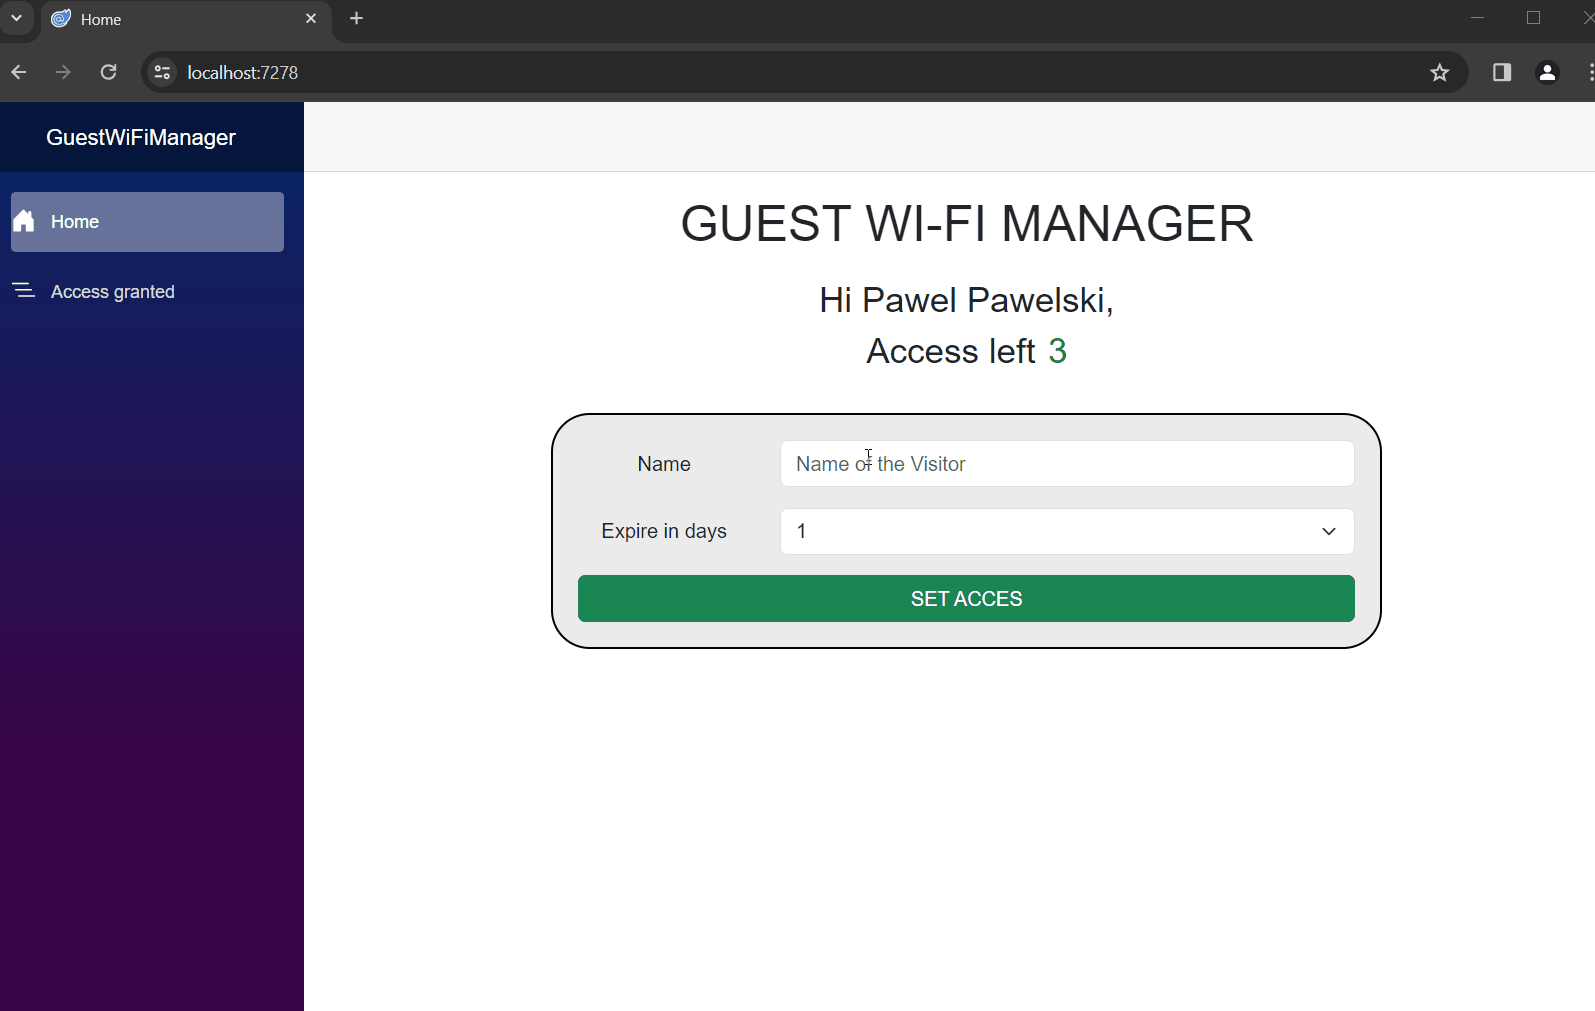 Home
localhost:7278
GuestWiFiManager
Home
Access granted
GUEST WI-FI MANAGER
Hi Pawel Pawelski,
Access left 3
Name Name of the Visitor
Expire in days 1
SET ACCES